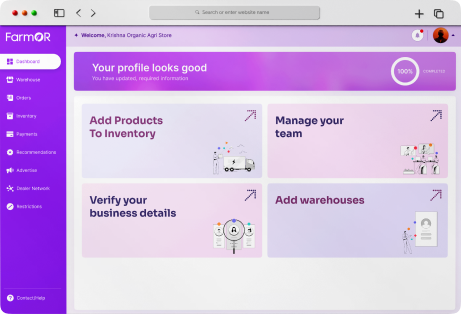 Search or enter website name
FarmOR
Welcome, Krishna Organic Agri Store
Dashboard
Warehouse
Orders
Inventory
Payments
Recommendations
Advertise
Dealer Network
Restrictions
Contact/Help
Your profile looks good
You have updated, required information
100%
COMPLETED
Add Products
To Inventory
Manage your
team
Verify your
business details
Add warehouses